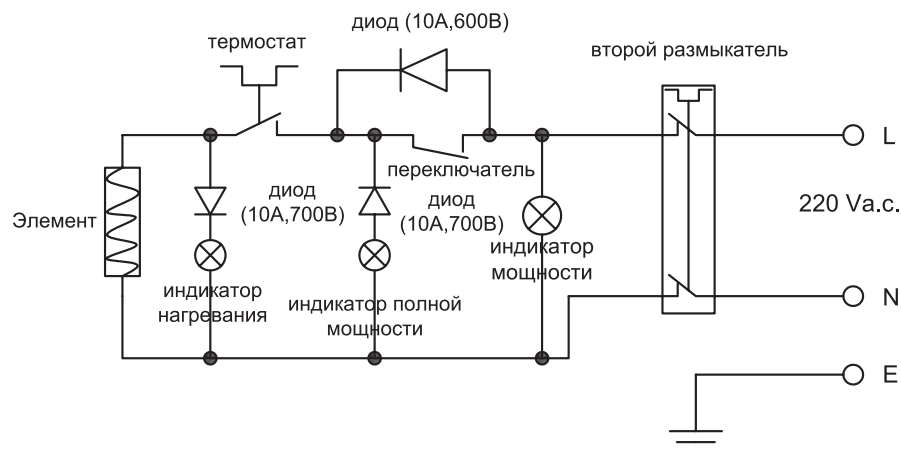 диод (10А,600В)
термостат
второй размыкатель
L
переключатель
диод
(10А,700В)
диод
(10А,700В)
220 Va.c.
Элемент
индикатор
мощности
индикатор
нагревания
индикатор полной
мощности
N
E